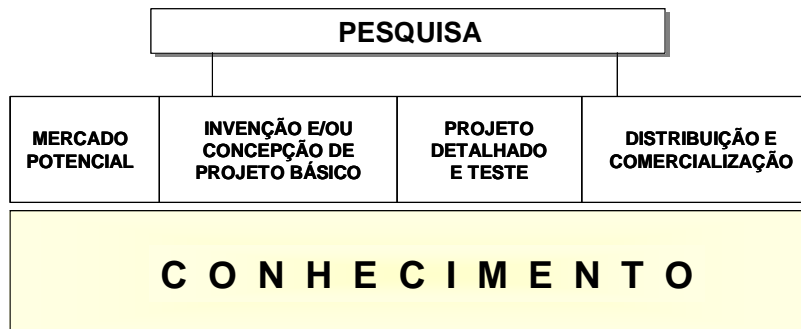 PESQUISA
MERCADO
POTENCIAL
INVENÇÃO E/OU
CONCEPÇÃO DE
PROJETO BÁSICO
PROJETO
DETALHADO
E TESTE
DISTRIBUIÇÃO E
COMERCIALIZAÇÃO
C O N H E C I M E N T O